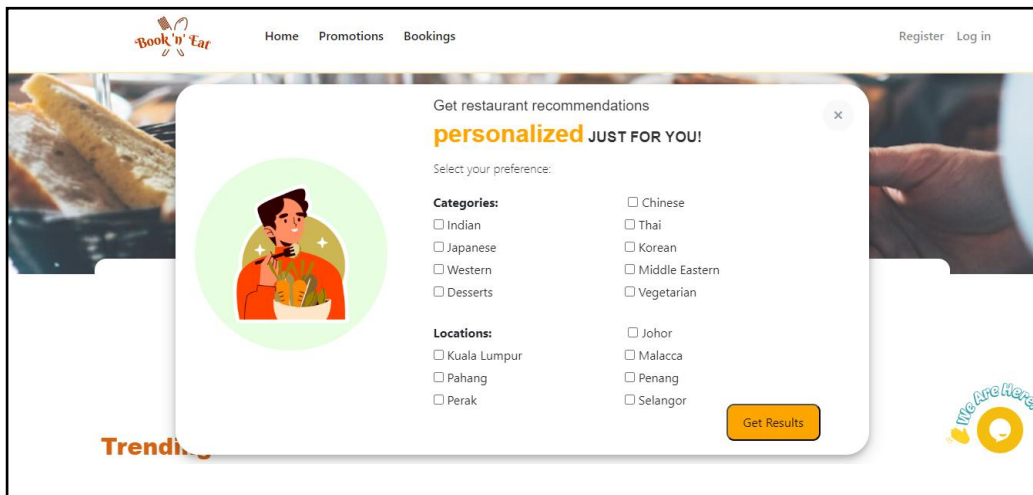 Book 'n' Eat
Home Promotions Bookings
Register Log in
Get restaurant recommendations
personalized JUST FOR YOU!
×
Select your preference:
Categories:
Chinese
Indian
Thai
Japanese
Korean
Western
Middle Eastern
Desserts
Vegetarian
Locations:
Johor
Kuala Lumpur
Malacca
Pahang
Penang
Perak
Selangor
Get Results
We Are Here!
Trending